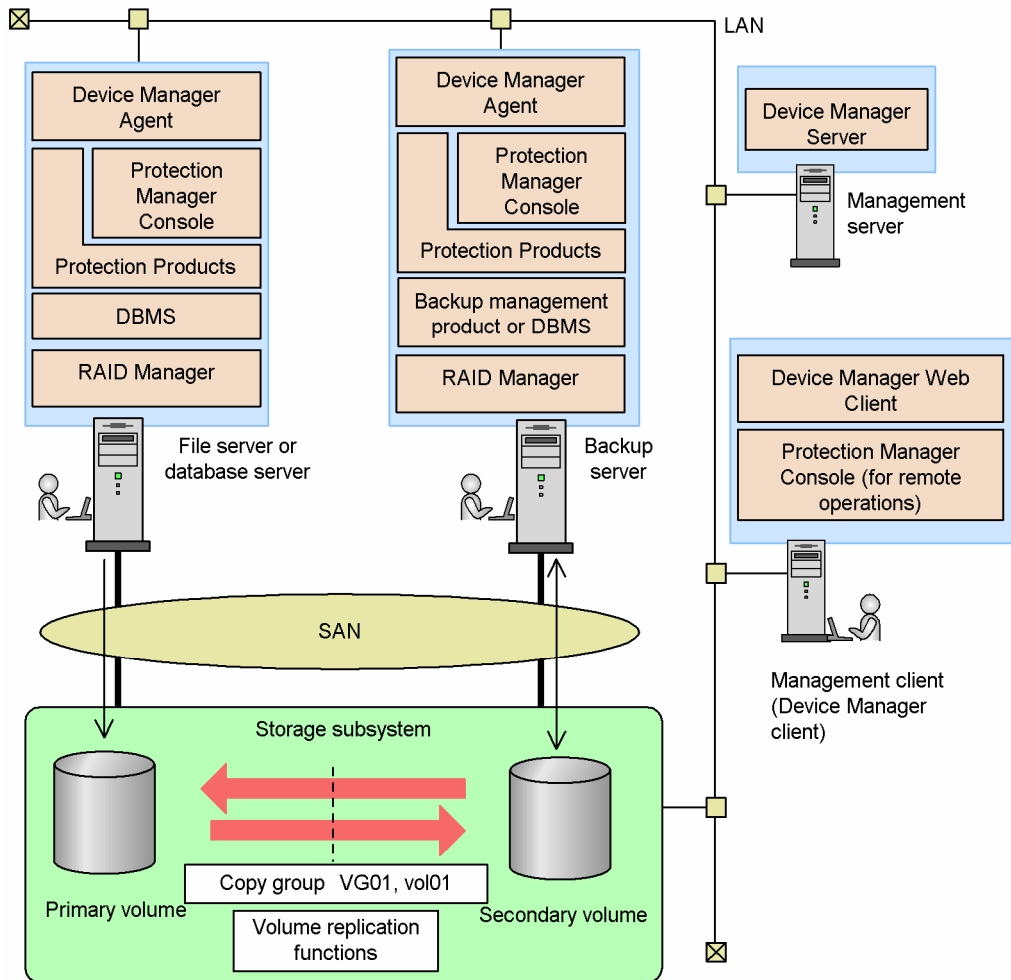 LAN
Device Manager
Agent
Protection
Manager
Console
Protection Products
DBMS
RAID Manager
File server or
database server
Device Manager
Agent
Protection
Manager
Console
Protection Products
Backup management
product or DBMS
RAID Manager
Backup
server
Device Manager
Server
Management
server
Device Manager Web
Client
Protection Manager
Console (for remote
operations)
Management client
(Device Manager
client)
SAN
Storage subsystem
Primary volume
Copy group VG01, vol01
Volume replication
functions
Secondary volume